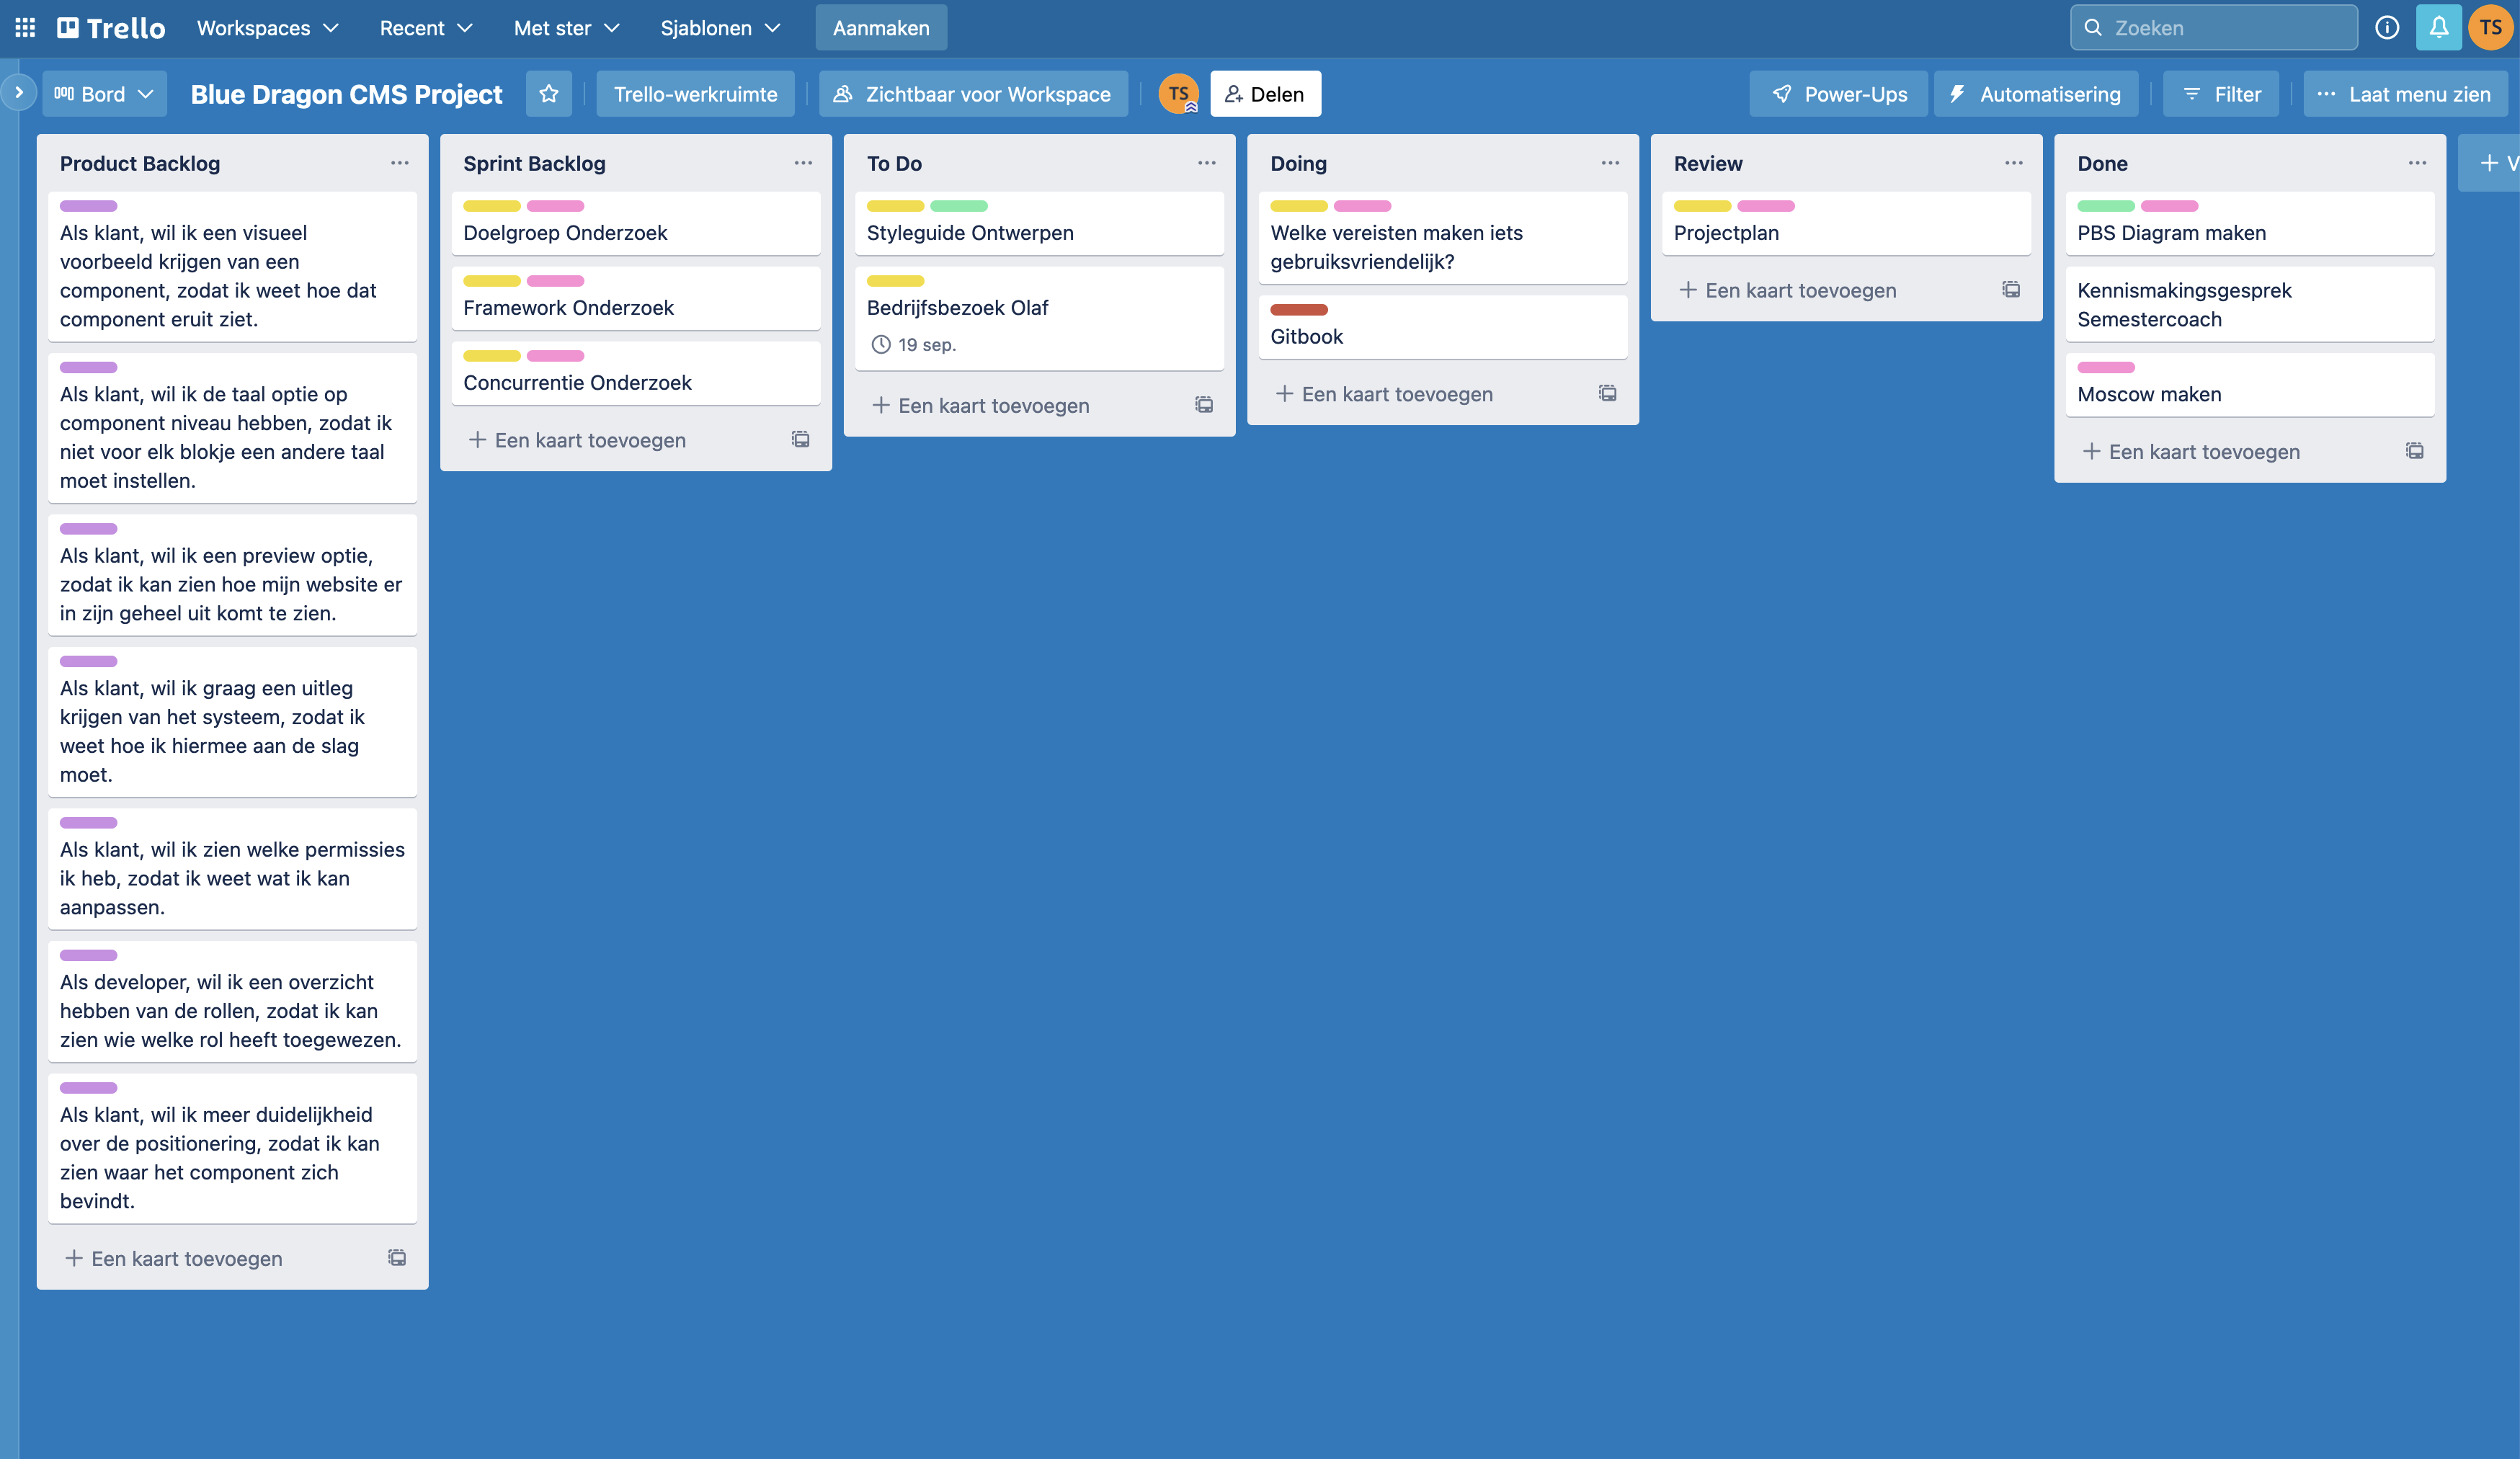 Trello
Workspaces
Recent
Met ster
Sjablonen
Aanmaken
Zoeken
TS
Bord
Blue Dragon CMS Project
Trello-werkruimte
Zichtbaar voor Workspace
TS
Delen
Power-Ups
Automatisering
Filter
Laat menu zien
Product Backlog
Als klant, wil ik een visueel
voorbeeld krijgen van een
component, zodat ik weet hoe dat
component eruit ziet.
Als klant, wil ik de taal optie op
component niveau hebben, zodat ik
niet voor elk blokje een andere taal
moet instellen.
Als klant, wil ik een preview optie,
zodat ik kan zien hoe mijn website er
in zijn geheel uit komt te zien.
Als klant, wil ik graag een uitleg
krijgen van het systeem, zodat ik
weet hoe ik hiermee aan de slag
moet.
Als klant, wil ik zien welke permissies
ik heb, zodat ik weet wat ik kan
aanpassen.
Als developer, wil ik een overzicht
hebben van de rollen, zodat ik kan
zien wie welke rol heeft toegewezen.
Als klant, wil ik meer duidelijkheid
over de positionering, zodat ik kan
zien waar het component zich
bevindt.
+ Een kaart toevoegen
Sprint Backlog
Doelgroep Onderzoek
Framework Onderzoek
Concurrentie Onderzoek
+ Een kaart toevoegen
To Do
Styleguide Ontwerpen
Bedrijfsbezoek Olaf
19 sep.
+ Een kaart toevoegen
Doing
Welke vereisten maken iets
gebruiksvriendelijk?
Gitbook
+ Een kaart toevoegen
Review
Projectplan
+ Een kaart toevoegen
Done
PBS Diagram maken
Kennismakingsgesprek
Semestercoach
Moscow maken
+ Een kaart toevoegen